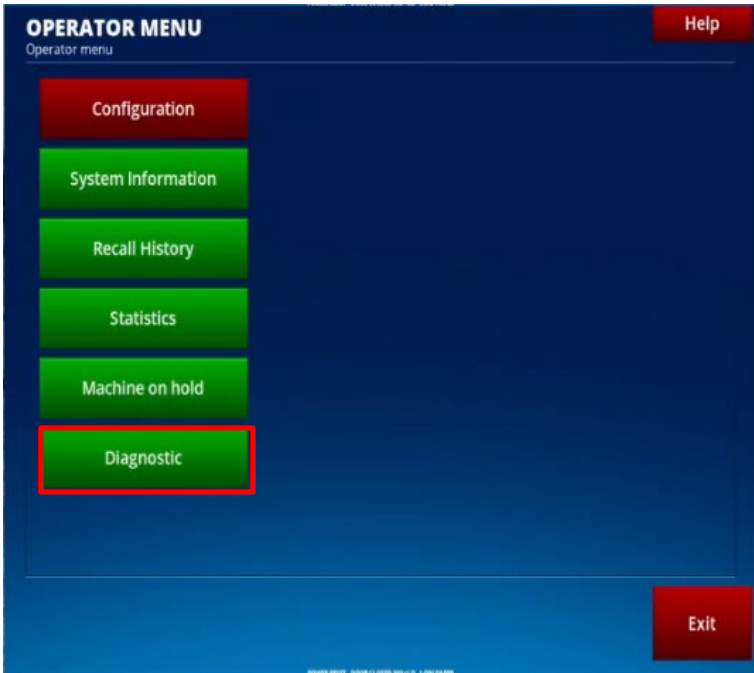 OPERATOR MENU
Help
Operator menu
Configuration
System Information
Recall History
Statistics
Machine on hold
Diagnostic
Exit